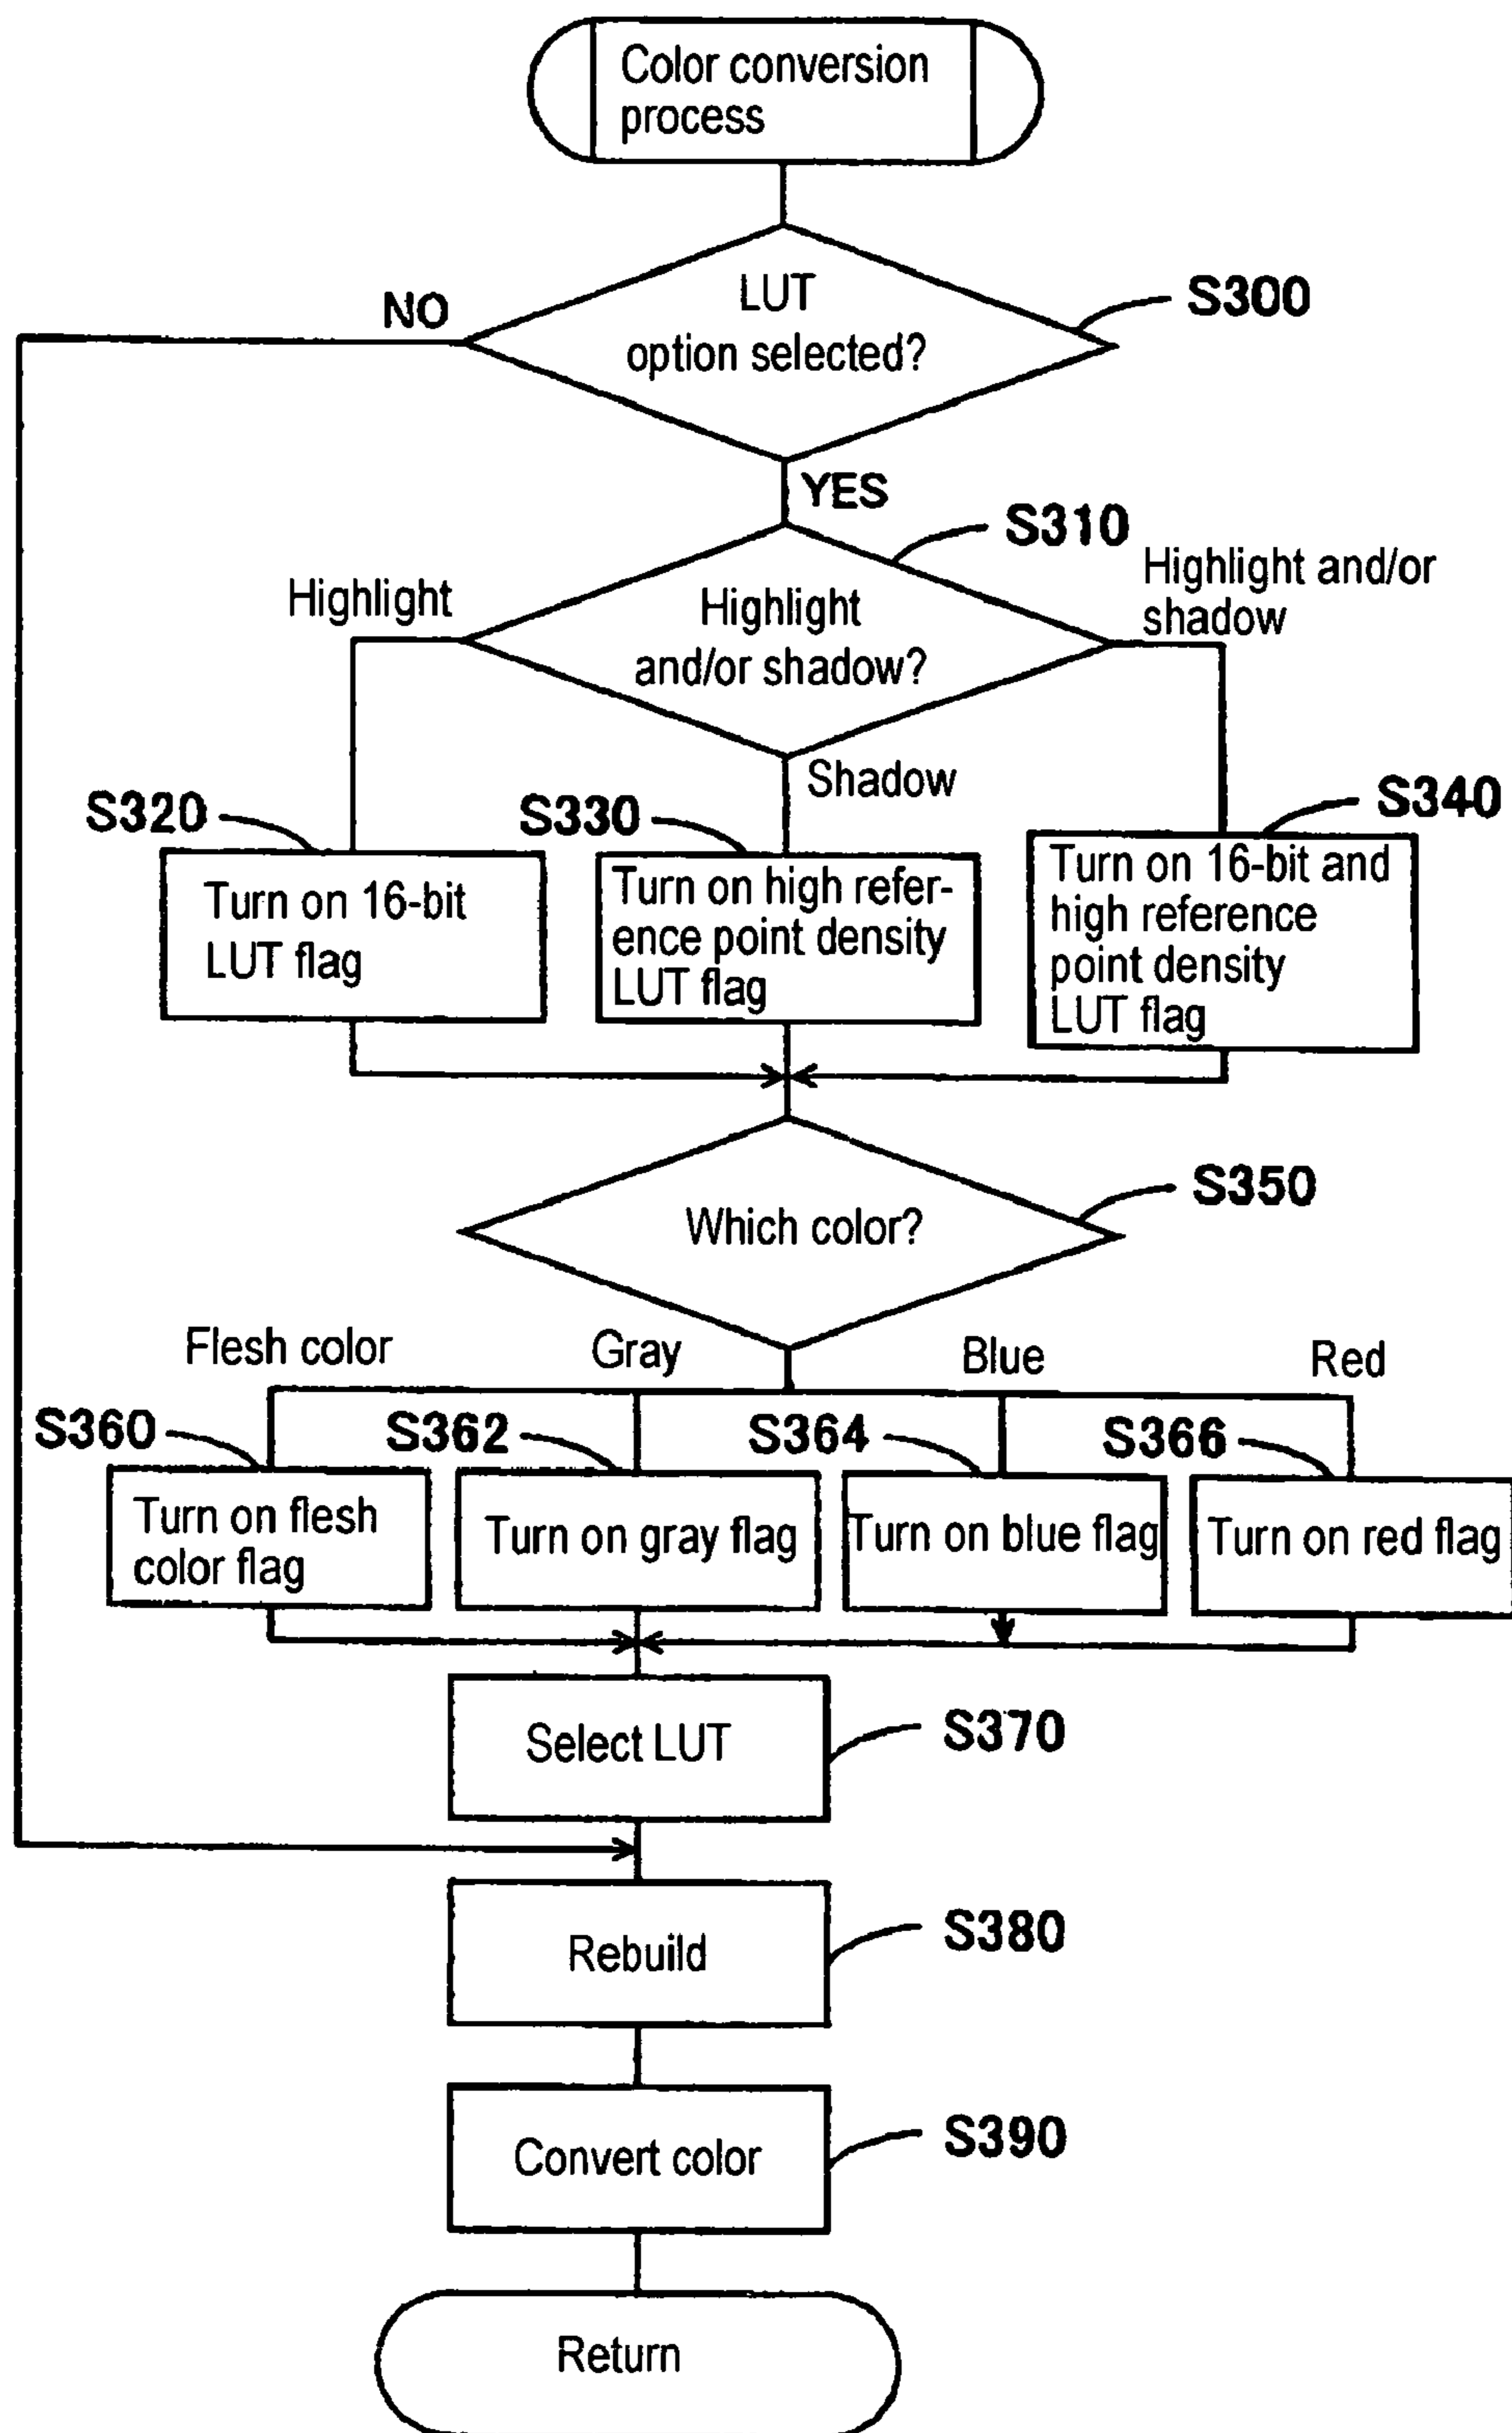 Color conversion
process
LUT
option selected?
S300
NO
YES
S310
Highlight
Highlight
and/or shadow?
Highlight and/or
shadow
Shadow
S320
S330
S340
Turn on 16-bit
LUT flag
Turn on high refer-
ence point density
LUT flag
Turn on 16-bit and
high reference
point density
LUT flag
S350
Which color?
Flesh color
Gray
Blue
Red
S360
S362
S364
S366
Turn on flesh
color flag
Turn on gray flag
Turn on blue flag
Turn on red flag
Select LUT
S370
Rebuild
S380
Convert color
S390
Return